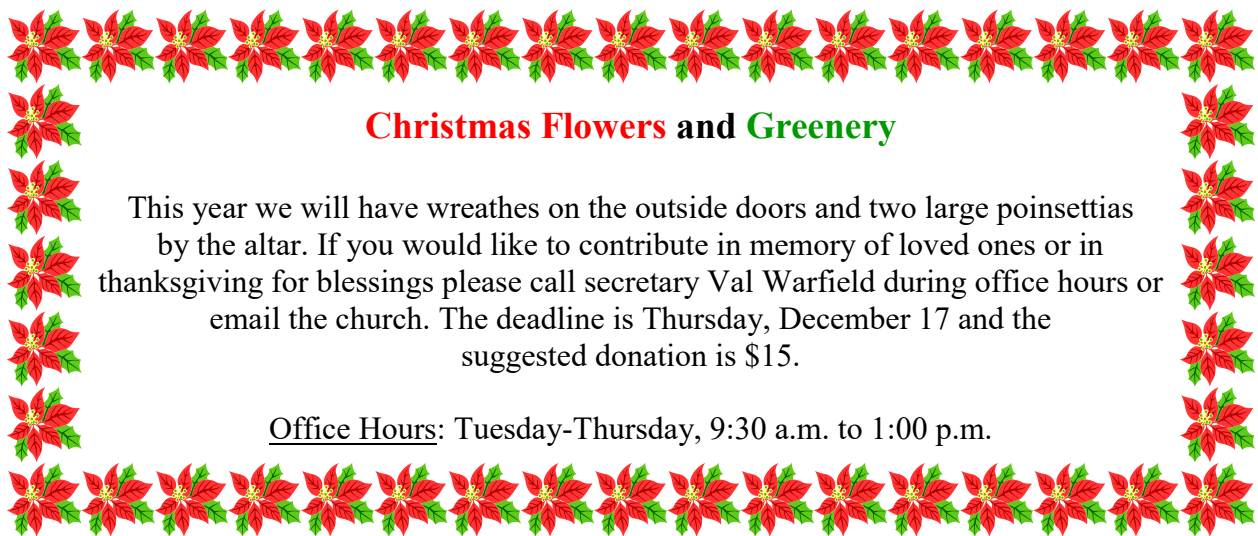 Christmas Flowers and Greenery
This year we will have wreathes on the outside doors and two large poinsettias
by the altar. If you would like to contribute in memory of loved ones or in
thanksgiving for blessings please call secretary Val Warfield during office hours or
email the church. The deadline is Thursday, December 17 and the
suggested donation is $15.
Office Hours: Tuesday-Thursday, 9:30 a.m. to 1:00 p.m.